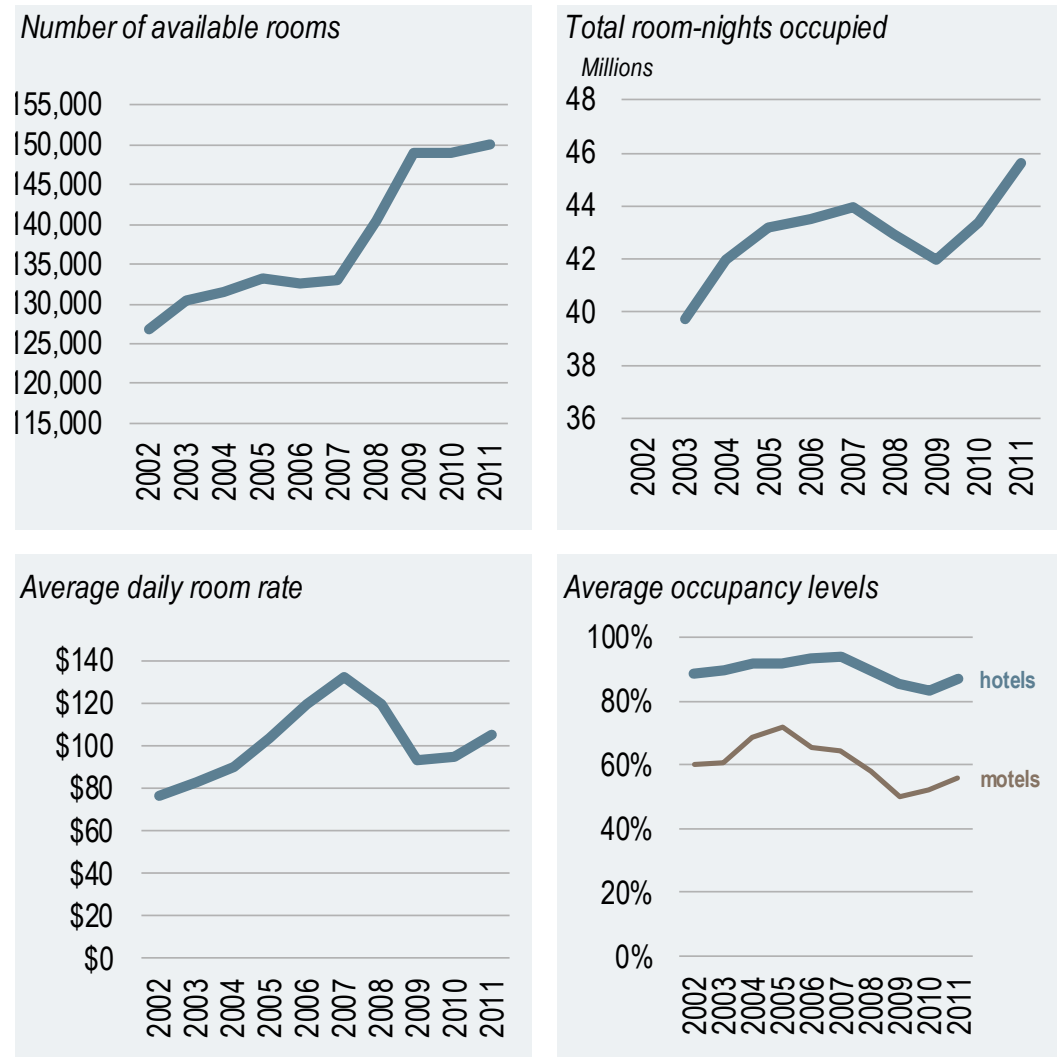 Number of available rooms
155,000
150,000
145,000
140,000
135,000
130,000
125,000
120,000
115,000
2002 2003 2004 2005 2006 2007 2008 2009 2010 2011
Total room-nights occupied
Millions
48
46
44
42
40
38
36
2002 2003 2004 2005 2006 2007 2008 2009 2010 2011
Average daily room rate
$140
$120
$100
$80
$60
$40
$20
$0
2002 2003 2004 2005 2006 2007 2008 2009 2010 2011
Average occupancy levels
100%
80%
60%
40%
20%
0%
hotels
motels
2002 2003 2004 2005 2006 2007 2008 2009 2010 2011